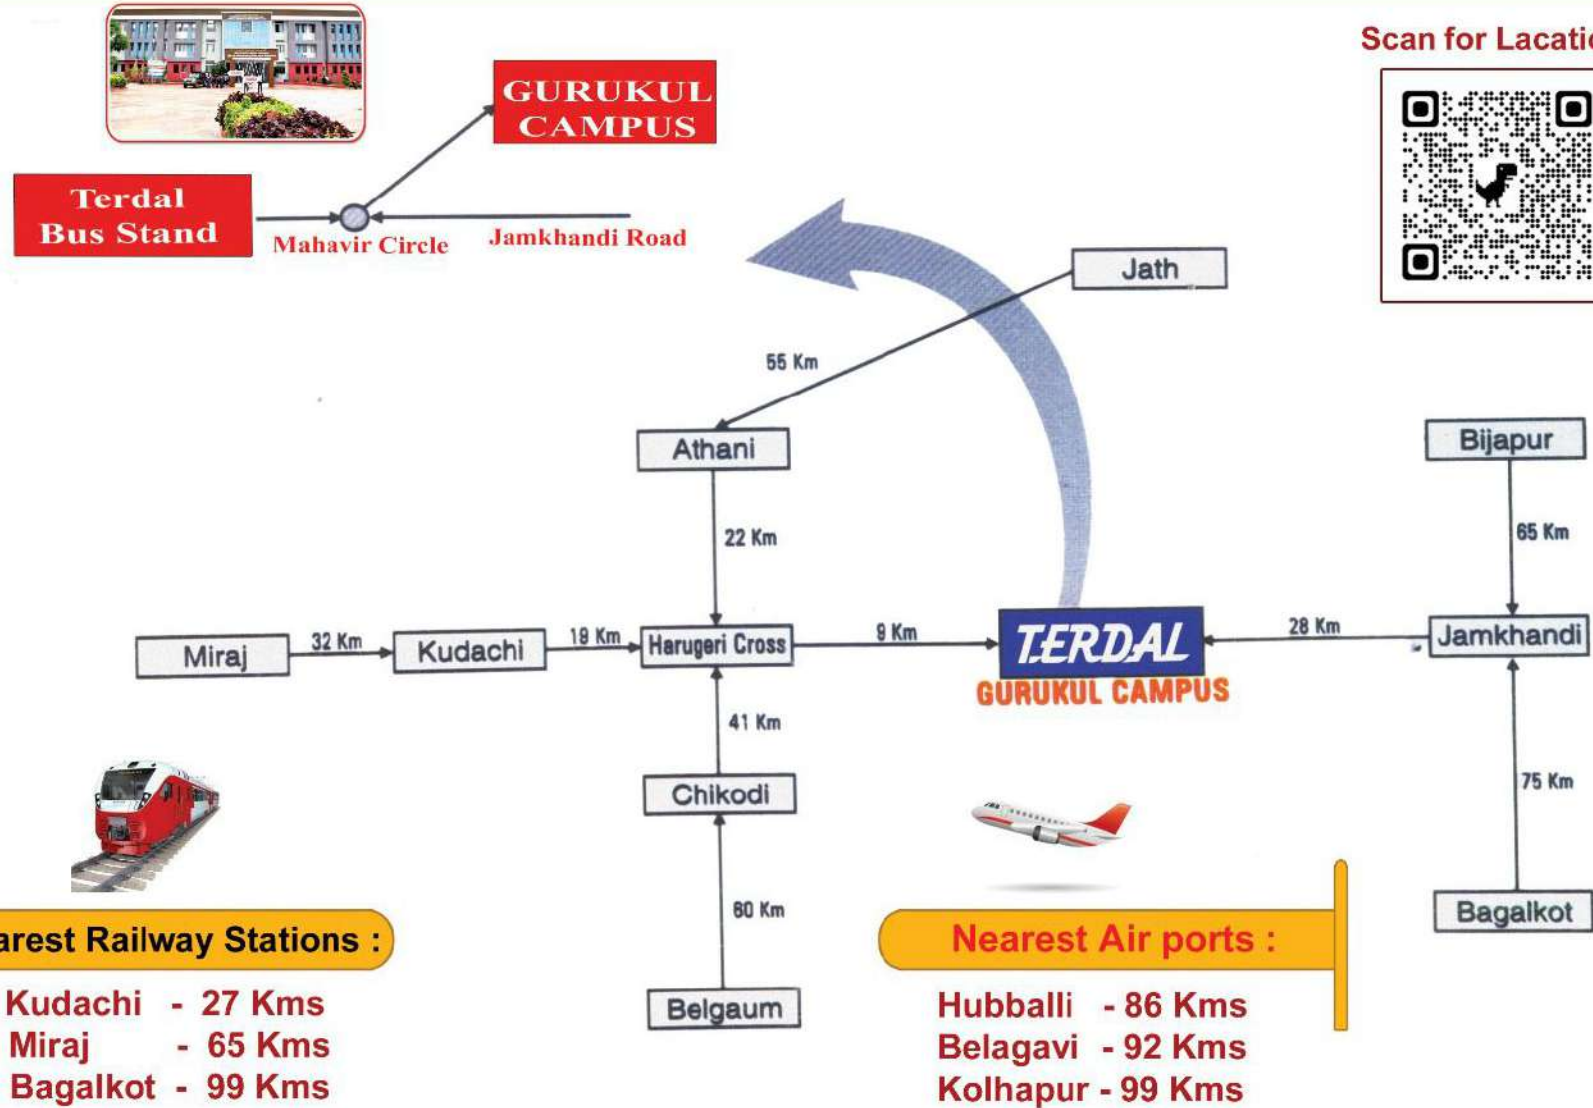 Scan for Lacatio
GURUKUL
CAMPUS
Terdal
Bus Stand
Mahavir Circle
Jamkhandi Road
Jath
55 Km
Athani
Bijapur
22 Km
65 Km
Miraj
32 Km
Kudachi
19 Km
Harugeri Cross
9 Km
TERDAL
GURUKUL CAMPUS
28 Km
Jamkhandi
41 Km
Chikodi
75 Km
60 Km
Bagalkot
Belgaum
arest Railway Stations :
Kudachi - 27 Kms
Miraj - 65 Kms
Bagalkot - 99 Kms
Nearest Air ports :
Hubballi - 86 Kms
Belagavi - 92 Kms
Kolhapur - 99 Kms